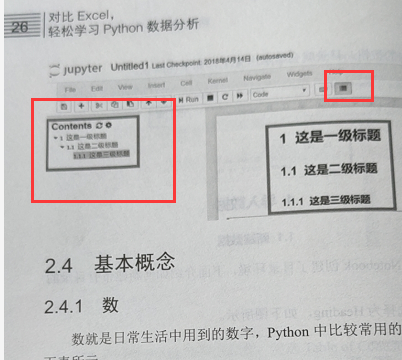 26
对比 Excel，
轻松学习 Python 数据分析
jupyter Untitled1 Last Checkpoint: 2018年4月14日 (autosaved)
File Edit View Insert Cell Kernel Navigate Widgets
Run Code
Contents
1 这是一级标题
1.1 这是二级标题
1.1.1 这是三级标题
1 这是一级标题
1.1 这是二级标题
1.1.1 这是三级标题
2.4 基本概念
2.4.1 数
数就是日常生活中用到的数字，Python 中比较常用的